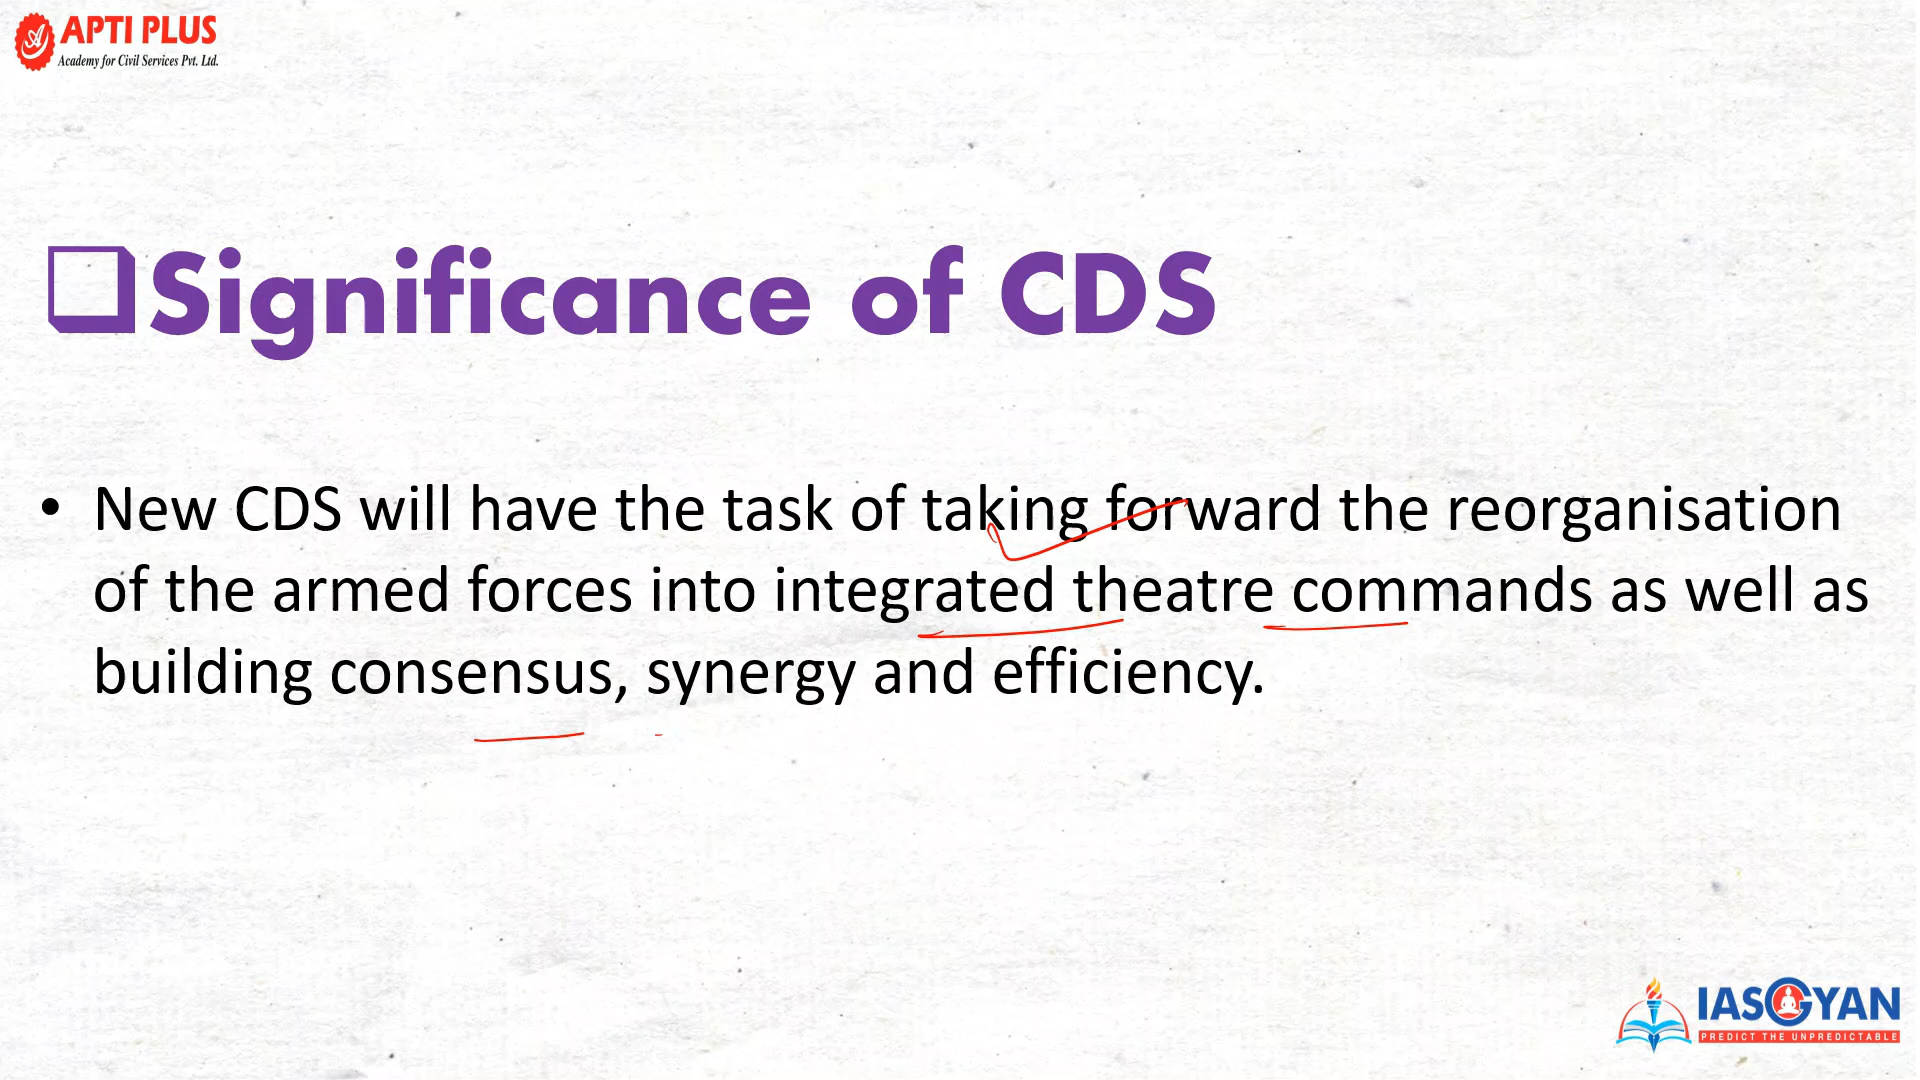 APTI PLUS
Academy for Civil Services Pvt. Ltd.
Significance of CDS
• New CDS will have the task of taking forward the reorganisation
of the armed forces into integrated theatre commands as well as
building consensus, synergy and efficiency.
IASGYAN
PREDICT THE UNPREDICTABLE